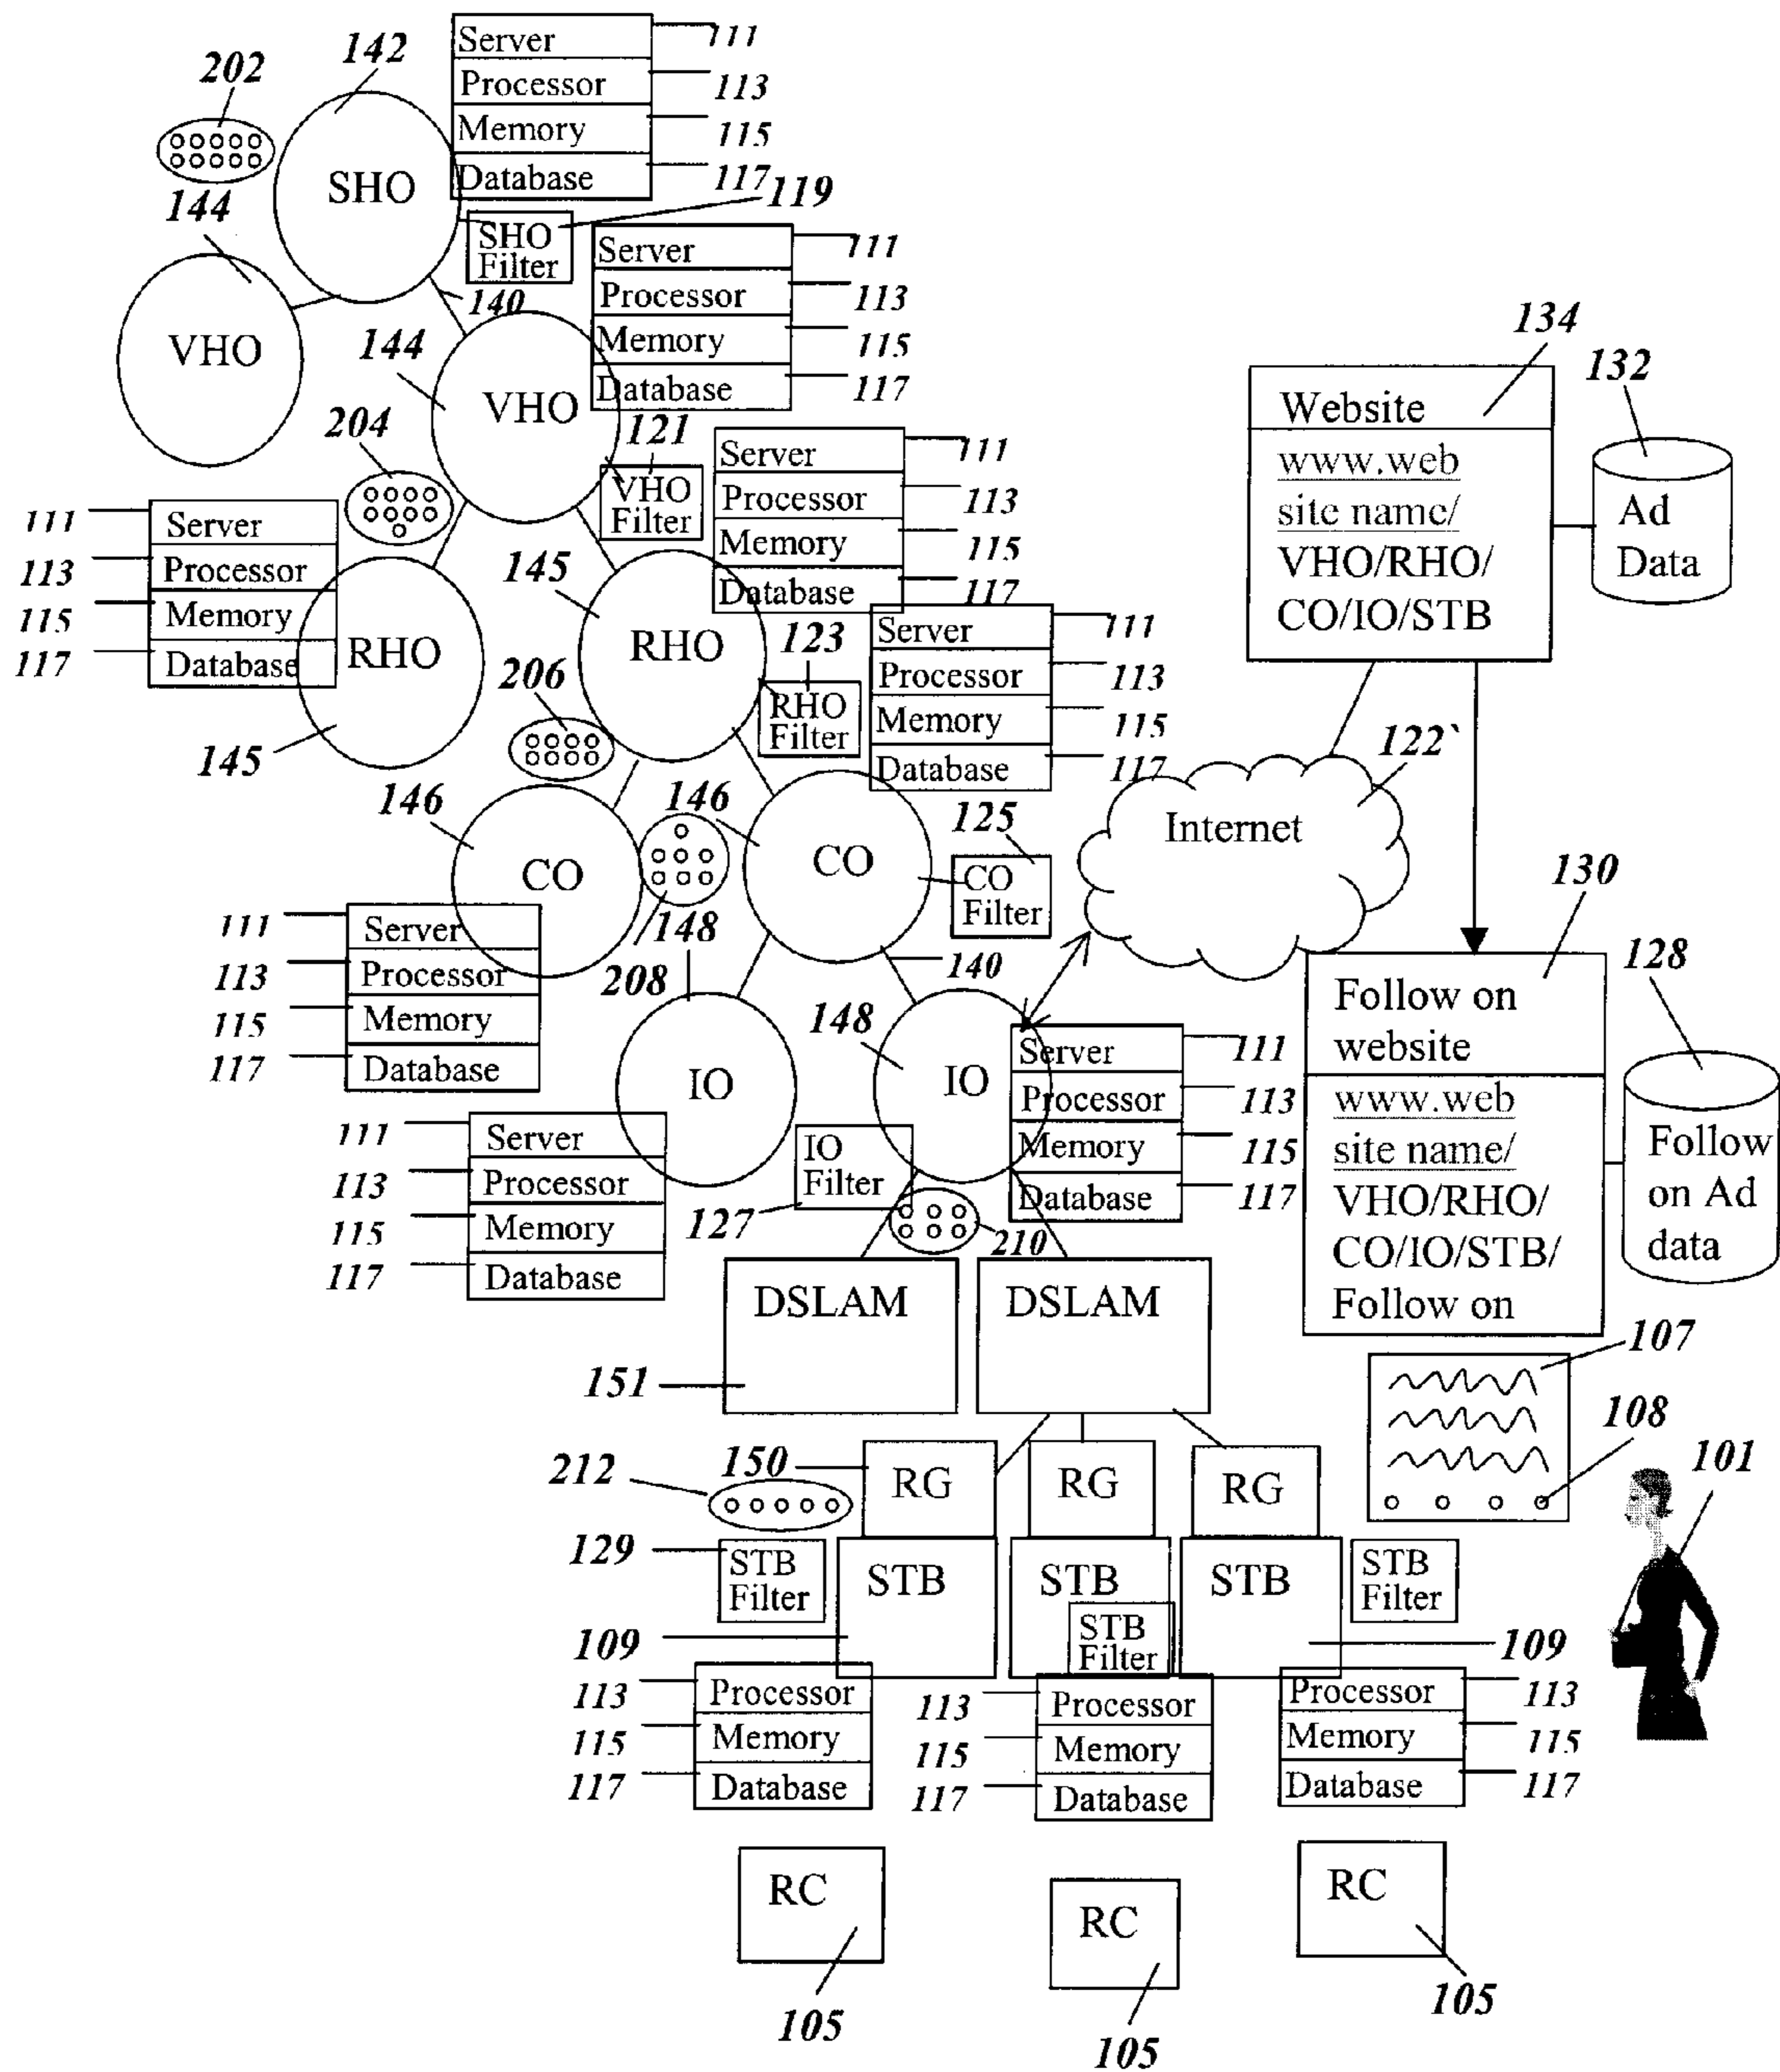 142
202
Server
111
Processor
113
Memory
115
Database
117
SHO
119
SHO
Filter
144
VHO
140
Server
111
Processor
113
Memory
115
Database
117
144
VHO
204
121
VHO
Filter
Server
111
Processor
113
Memory
115
Database
117
111
Server
113
Processor
115
Memory
117
Database
RHO
145
145
RHO
123
RHO
Filter
206
Server
111
Processor
113
Memory
115
Database
117
134
Website
www.web
site name/
VHO/RHO/
CO/IO/STB
132
Ad
Data
122`
Internet
146
CO
146
CO
125
CO
Filter
208
148
140
111
Server
113
Processor
115
Memory
117
Database
IO
148
IO
Server
111
Processor
113
Memory
115
Database
117
130
Follow on
website
www.web
site name/
VHO/RHO/
CO/IO/STB/
Follow on
128
Follow
on Ad
data
111
Server
113
Processor
115
Memory
117
Database
IO
Filter
127
210
DSLAM
DSLAM
151
107
108
101
212
150
RG
RG
RG
129
STB
Filter
STB
STB
STB
STB
Filter
STB
Filter
109
109
113
Processor
115
Memory
117
Database
113
Processor
115
Memory
117
Database
Processor
113
Memory
115
Database
117
RC
RC
RC
105
105
105